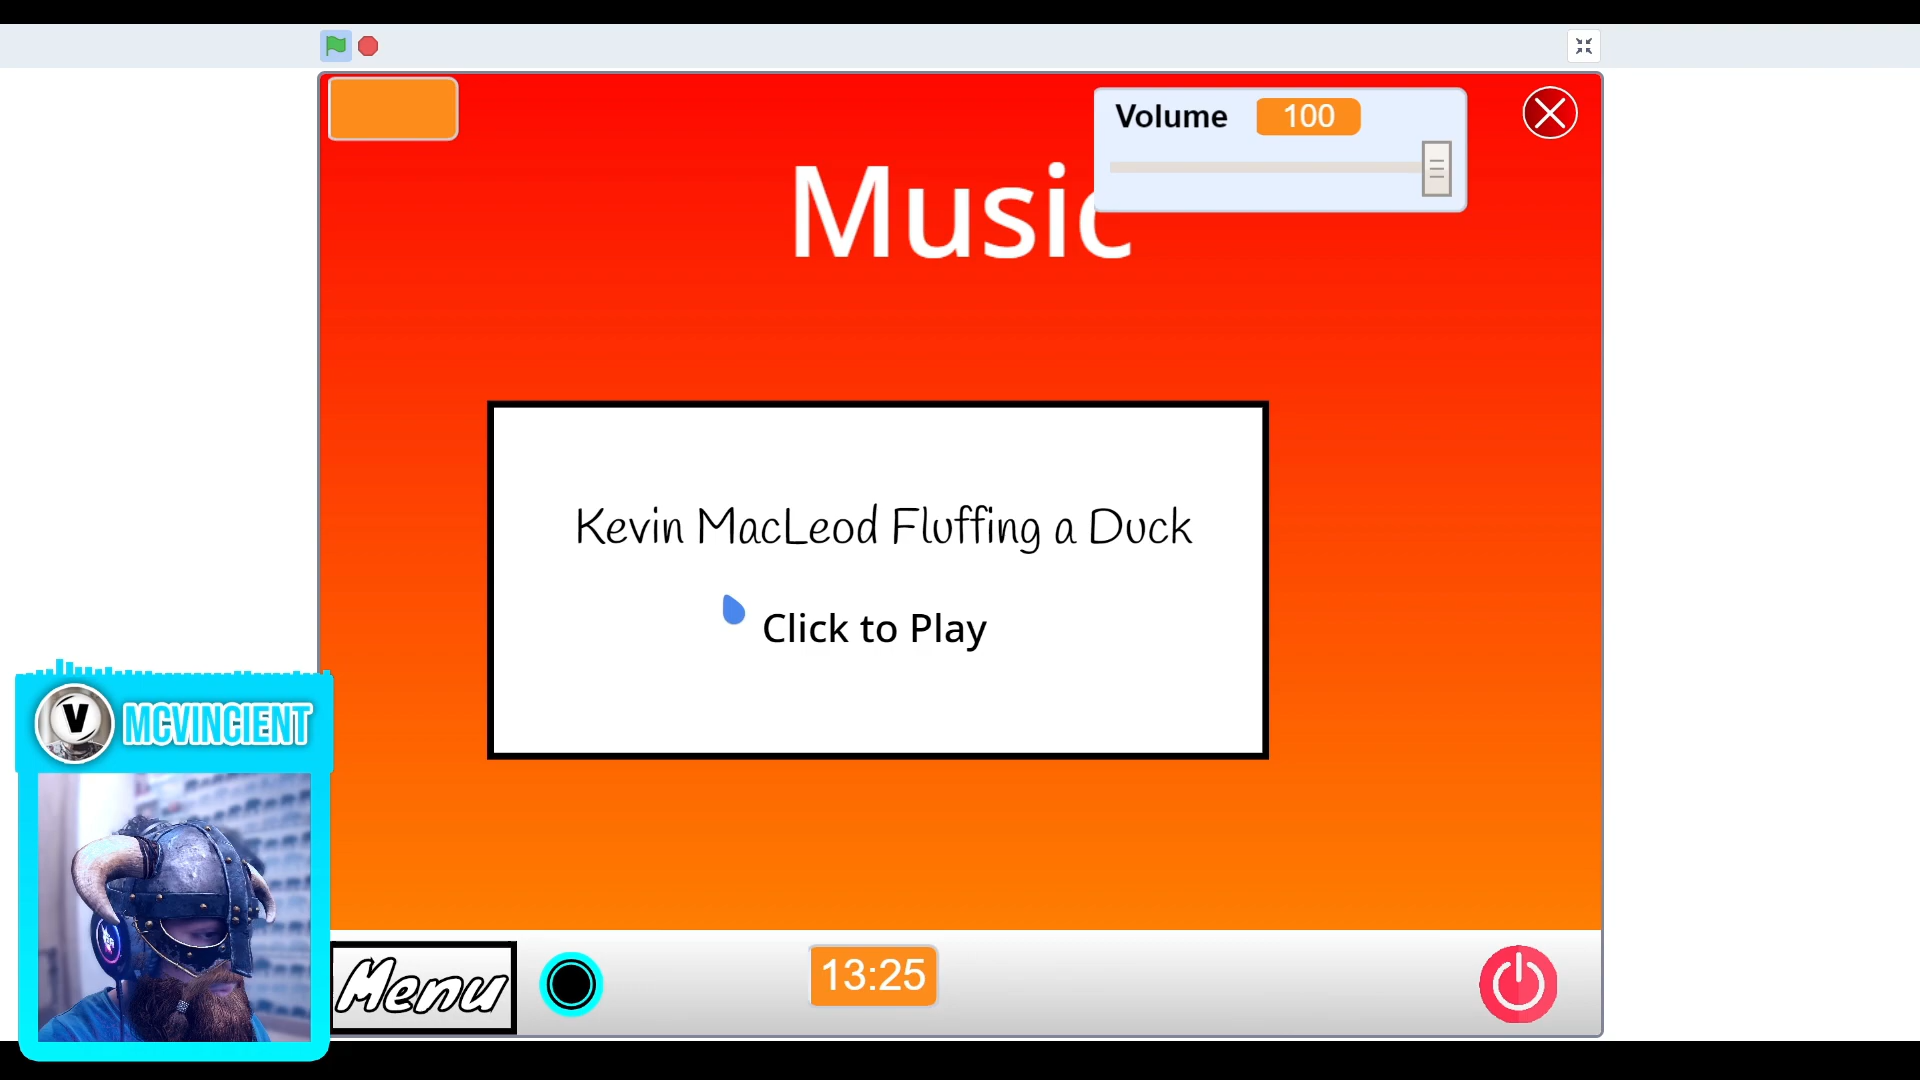 Volume 100
Music
Kevin MacLeod Fluffing a Duck
Click to Play
V MCVINCIENT
Menu
13:25